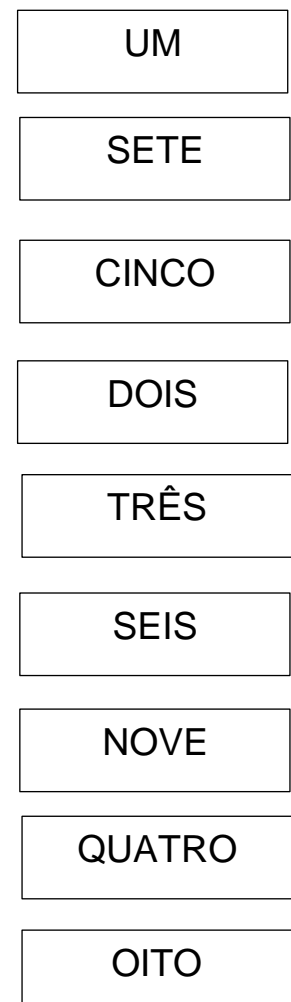 UM
SETE
CINCO
DOIS
TRÊS
SEIS
NOVE
QUATRO
OITO